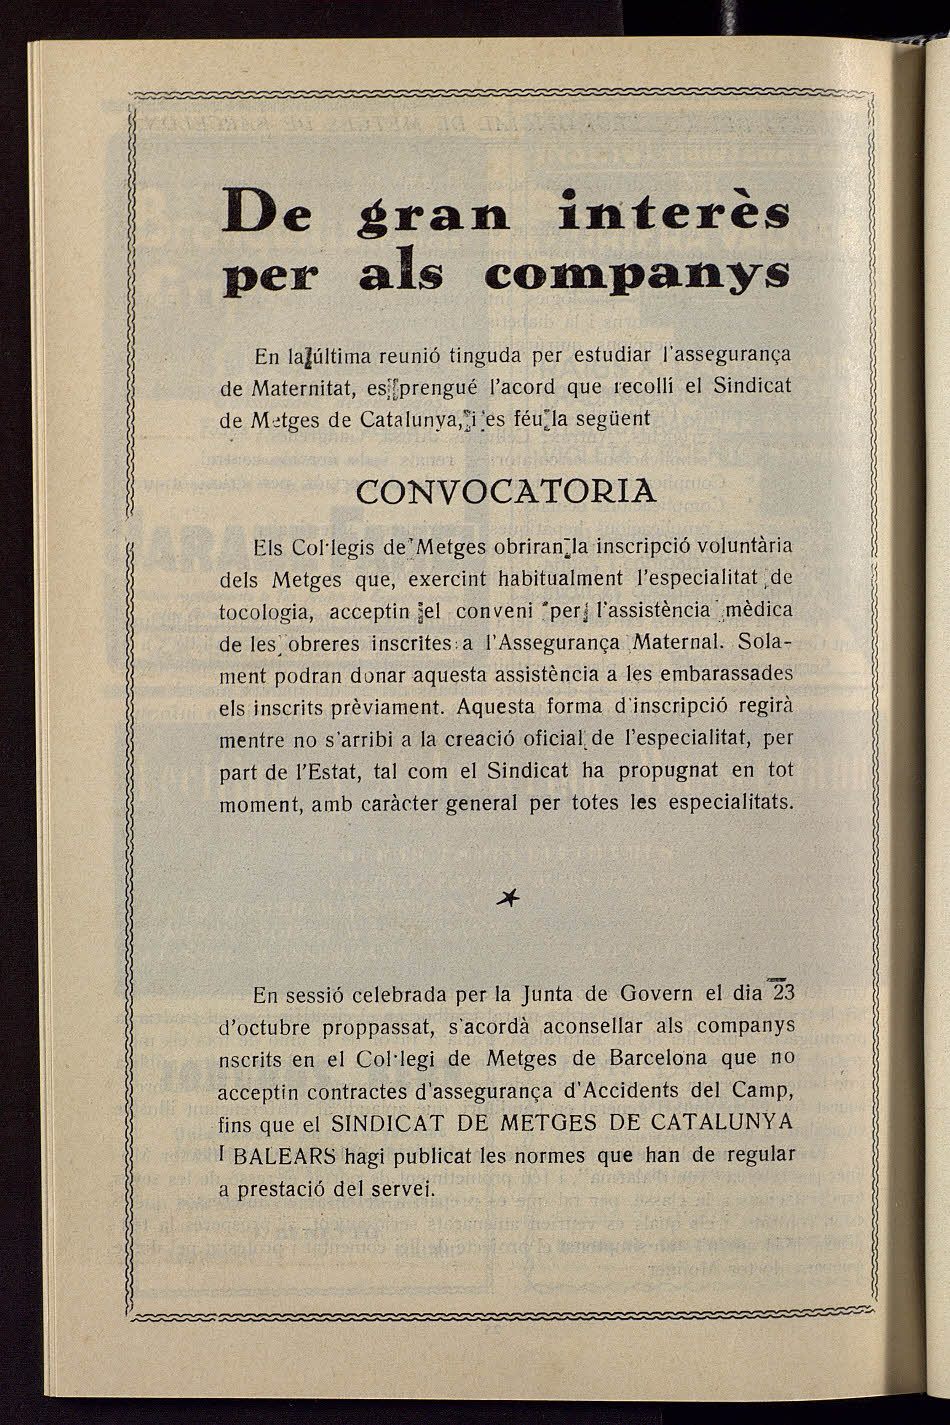 De gran interès
per als companys
En la última reunió tinguda per estudiar l'assegurança
de Maternitat, es prengué l'acord que recollí el Sindicat
de Metges de Catalunya, i es féu la següent
CONVOCATORIA
Els Col·legis de Metges obriran la inscripció voluntària
dels Metges que, exercint habitualment l'especialitat de
tocologia, acceptin el conveni per l'assistència mèdica
de les obreres inscrites a l'Assegurança Maternal. Sola-
ment podran donar aquesta assistència a les embarassades
els inscrits prèviament. Aquesta forma d'inscripció regirà
mentre no s'arribi a la creació oficial de l'especialitat, per
part de l'Estat, tal com el Sindicat ha propugnat en tot
moment, amb caràcter general per totes les especialitats.
En sessió celebrada per la Junta de Govern el dia 23
d'octubre proppassat, s'acordà aconsellar als companys
nscrits en el Col·legi de Metges de Barcelona que no
acceptin contractes d'assegurança d'Accidents del Camp,
fins que el SINDICAT DE METGES DE CATALUNYA
I BALEARS hagi publicat les normes que han de regular
a prestació del servei.